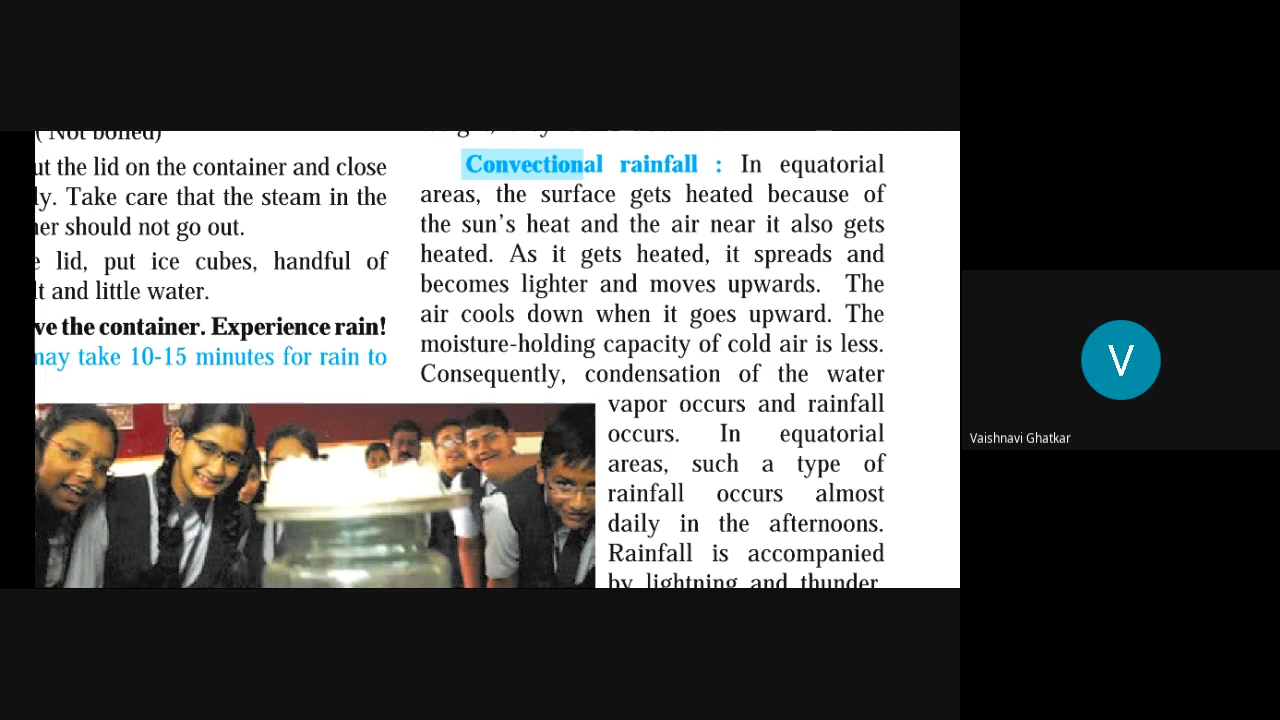 ( Not boiled)
ut the lid on the container and close
ly. Take care that the steam in the
er should not go out.
e lid, put ice cubes, handful of
lt and little water.
ve the container. Experience rain!
may take 10-15 minutes for rain to
Convectional rainfall : In equatorial
areas, the surface gets heated because of
the sun's heat and the air near it also gets
heated. As it gets heated, it spreads and
becomes lighter and moves upwards. The
air cools down when it goes upward. The
moisture-holding capacity of cold air is less.
Consequently, condensation of the water
vapor occurs and rainfall
occurs. In equatorial
areas, such a type of
rainfall occurs almost
daily in the afternoons.
Rainfall is accompanied
by lightning and thunder.
V
Vaishnavi Ghatkar